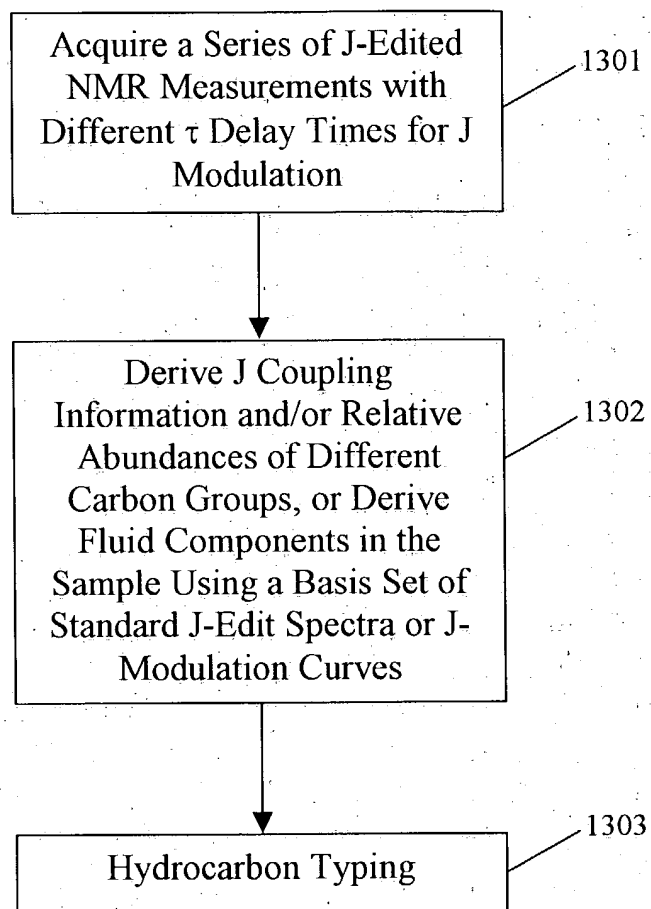 Acquire a Series of J-Edited
NMR Measurements with
Different τ Delay Times for J
Modulation
1301
Derive J Coupling
Information and/or Relative
Abundances of Different
Carbon Groups, or Derive
Fluid Components in the
Sample Using a Basis Set of
Standard J-Edit Spectra or J-
Modulation Curves
1302
Hydrocarbon Typing
1303